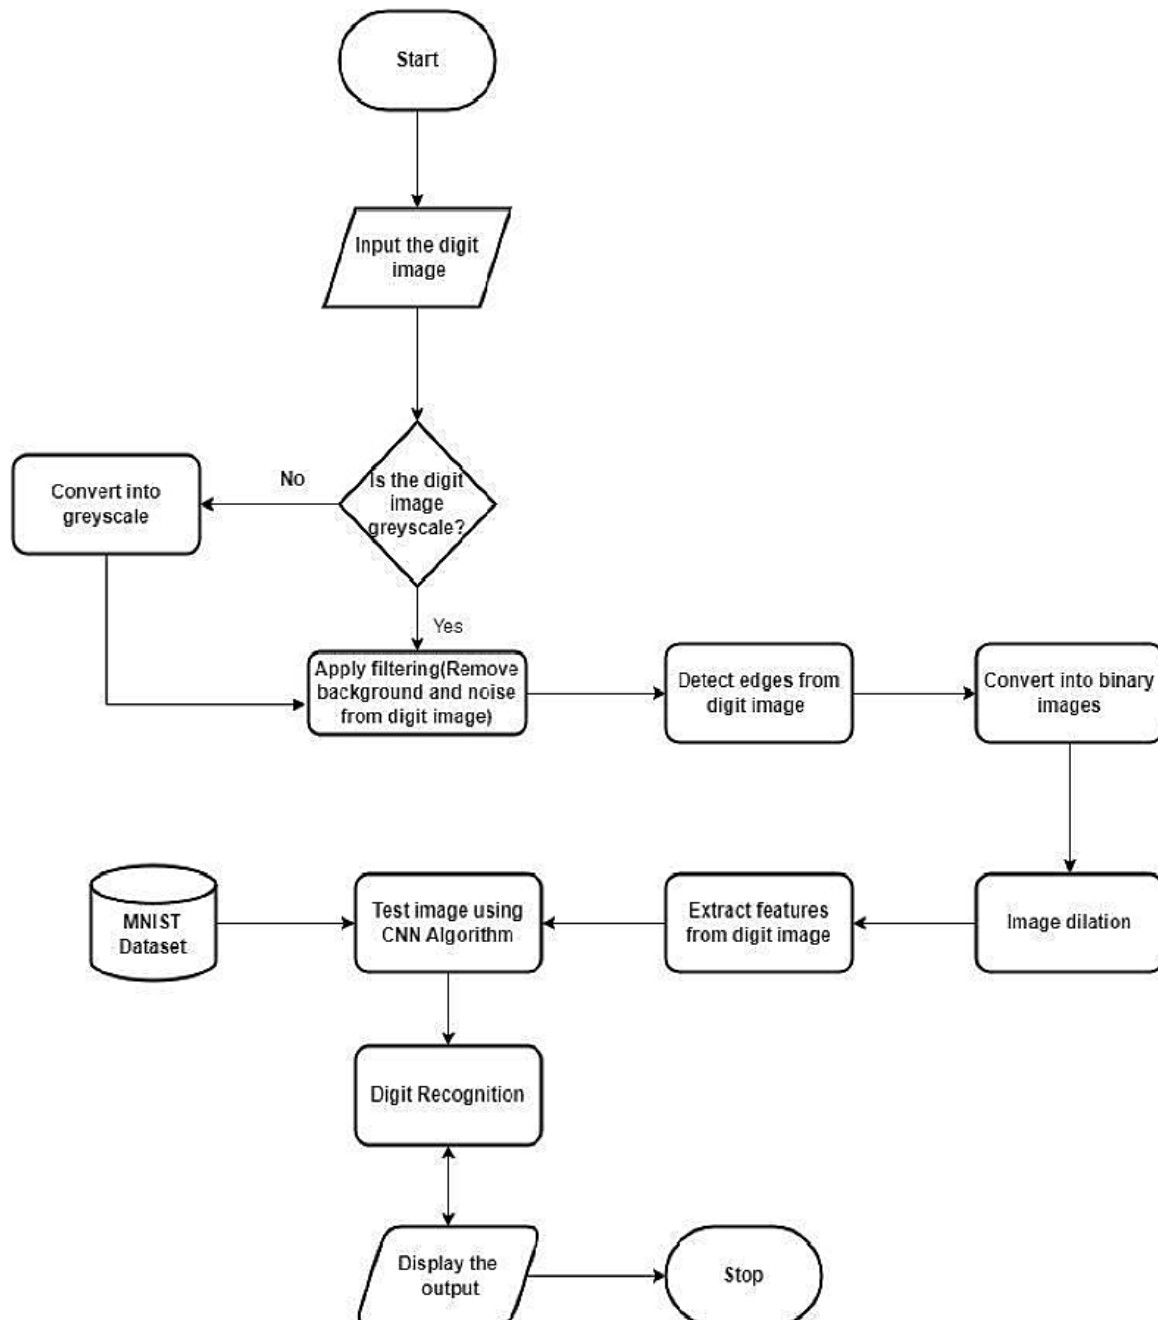 Start
Input the digit
image
Is the digit
image
greyscale?
No
Convert into
greyscale
Yes
Apply filtering(Remove
background and noise
from digit image)
Detect edges from
digit image
Convert into binary
images
Image dilation
Extract features
from digit image
Test image using
CNN Algorithm
MNIST
Dataset
Digit Recognition
Display the
output
Stop